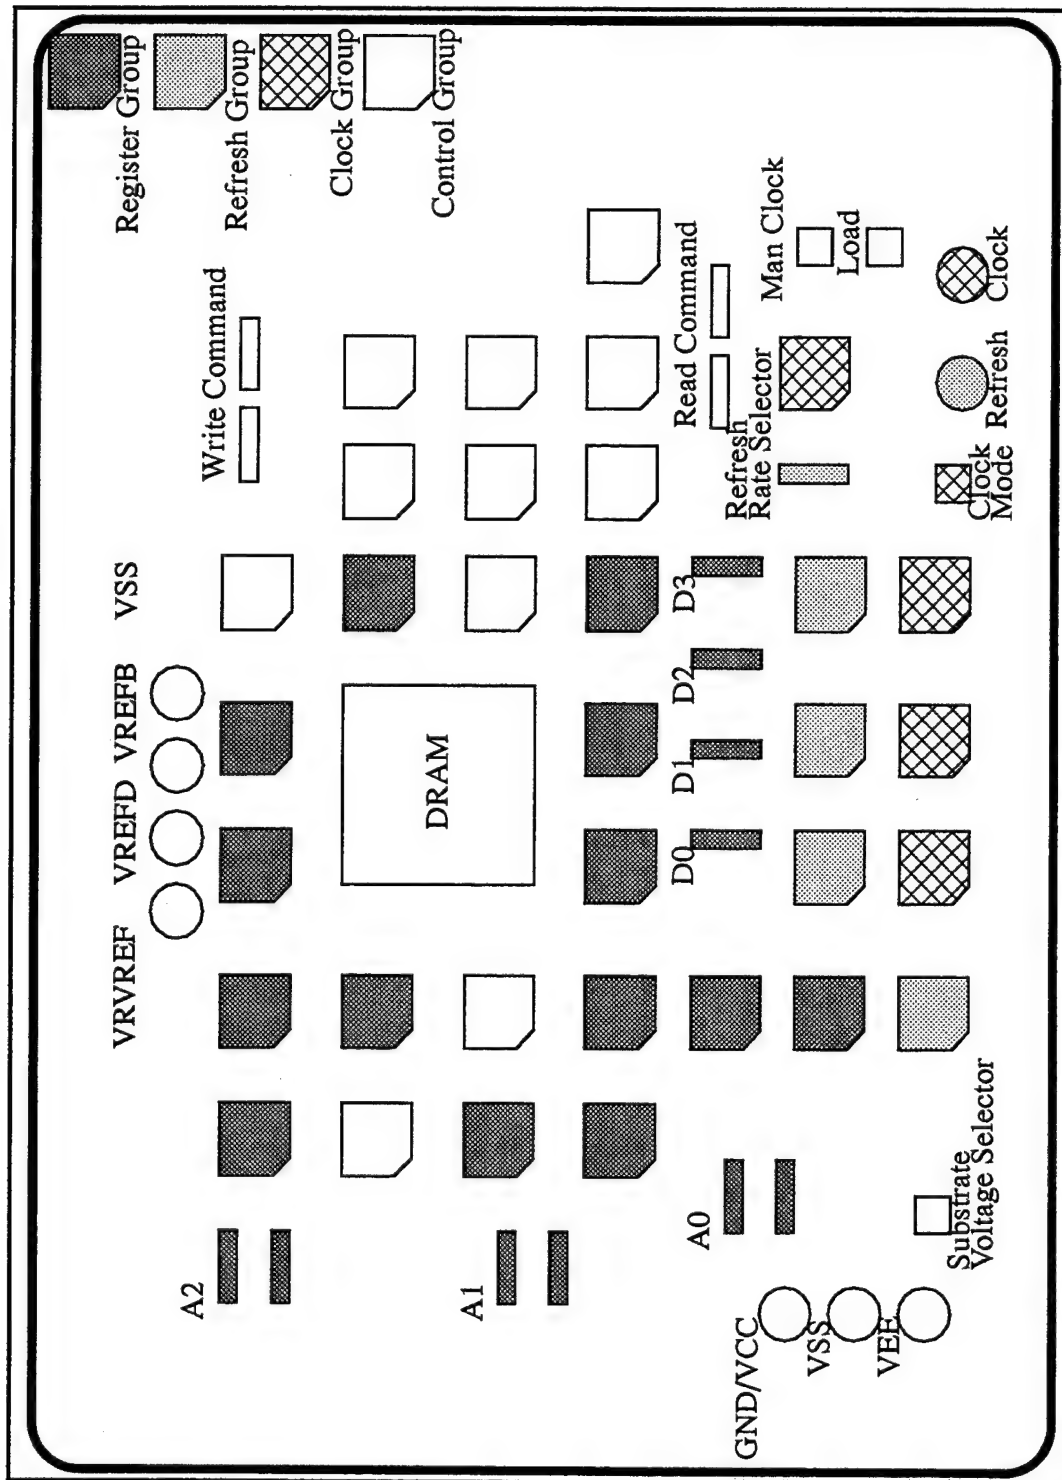 Register Group
Refresh Group
Clock Group
Control Group
Write Command
Read Command
Man Clock
Load
Refresh
Rate Selector
Clock
Refresh
Clock
Mode
VSS
VREFB
VREFD
VRVREF
DRAM
D3
D2
D1
D0
A2
A1
A0
Substrate
Voltage Selector
GND/VCC
VSS
VEE